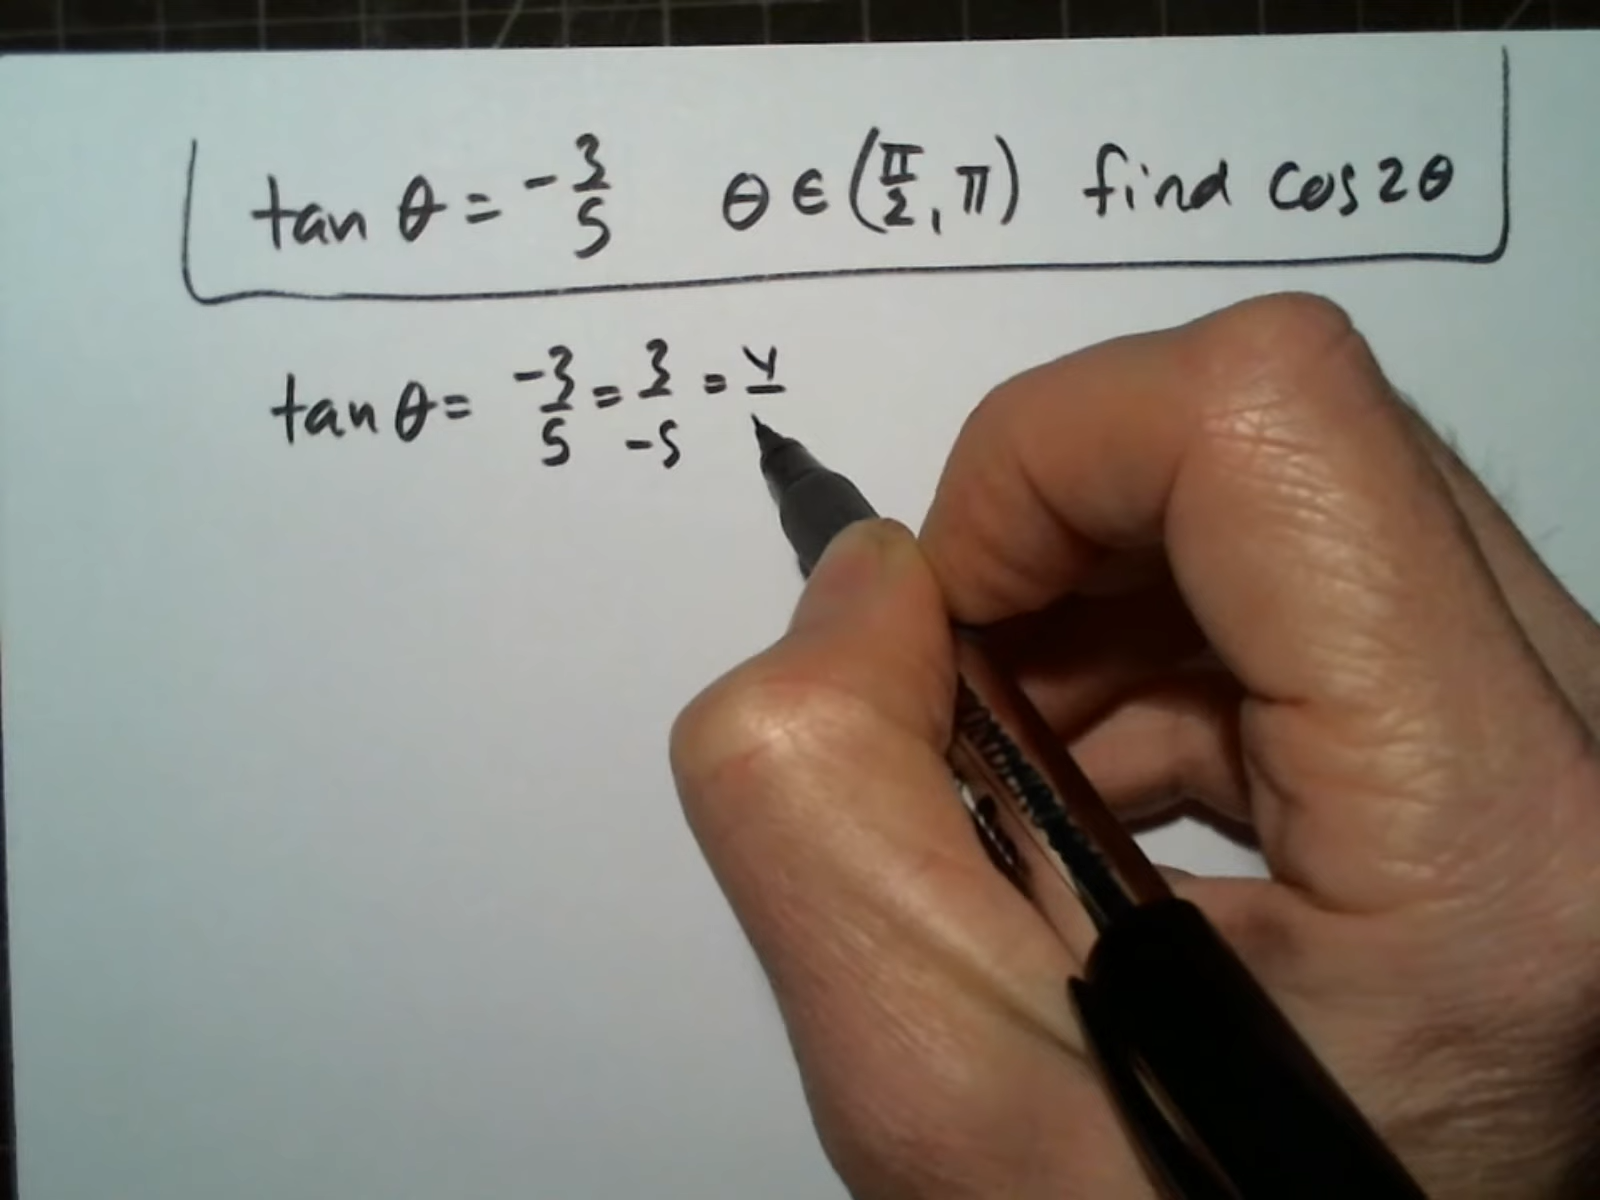 tan θ = -3/5 θ ∈ (π/2, π) find cos 2θ
tan θ = -3/5 = 3/-5 = y